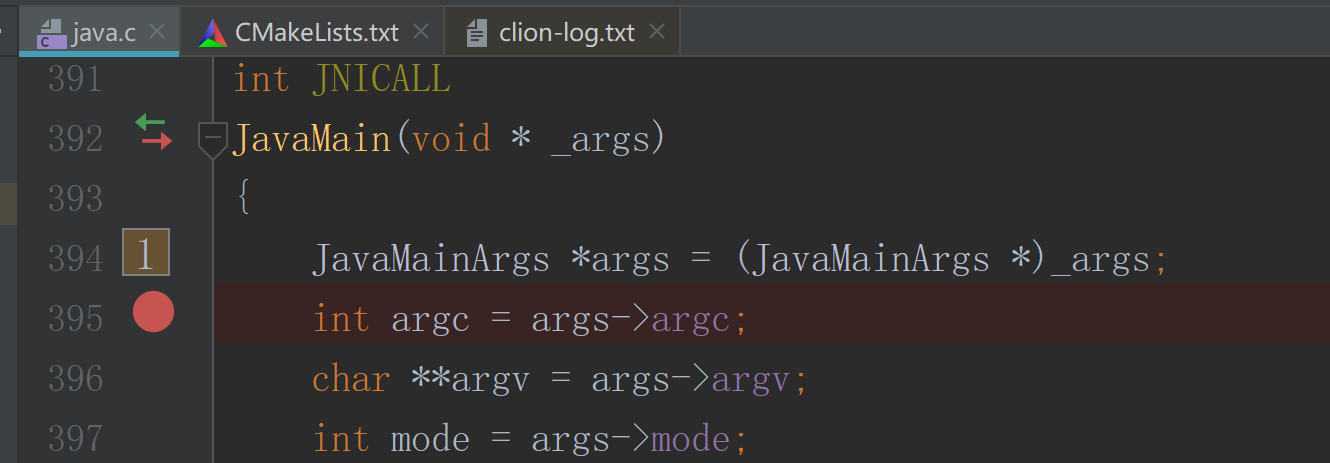 java.c CMakeLists.txt clion-log.txt
391 int JNICALL
392 JavaMain(void * _args)
393 {
394 1 JavaMainArgs *args = (JavaMainArgs *)_args;
395 int argc = args->argc;
396 char **argv = args->argv;
397 int mode = args->mode;